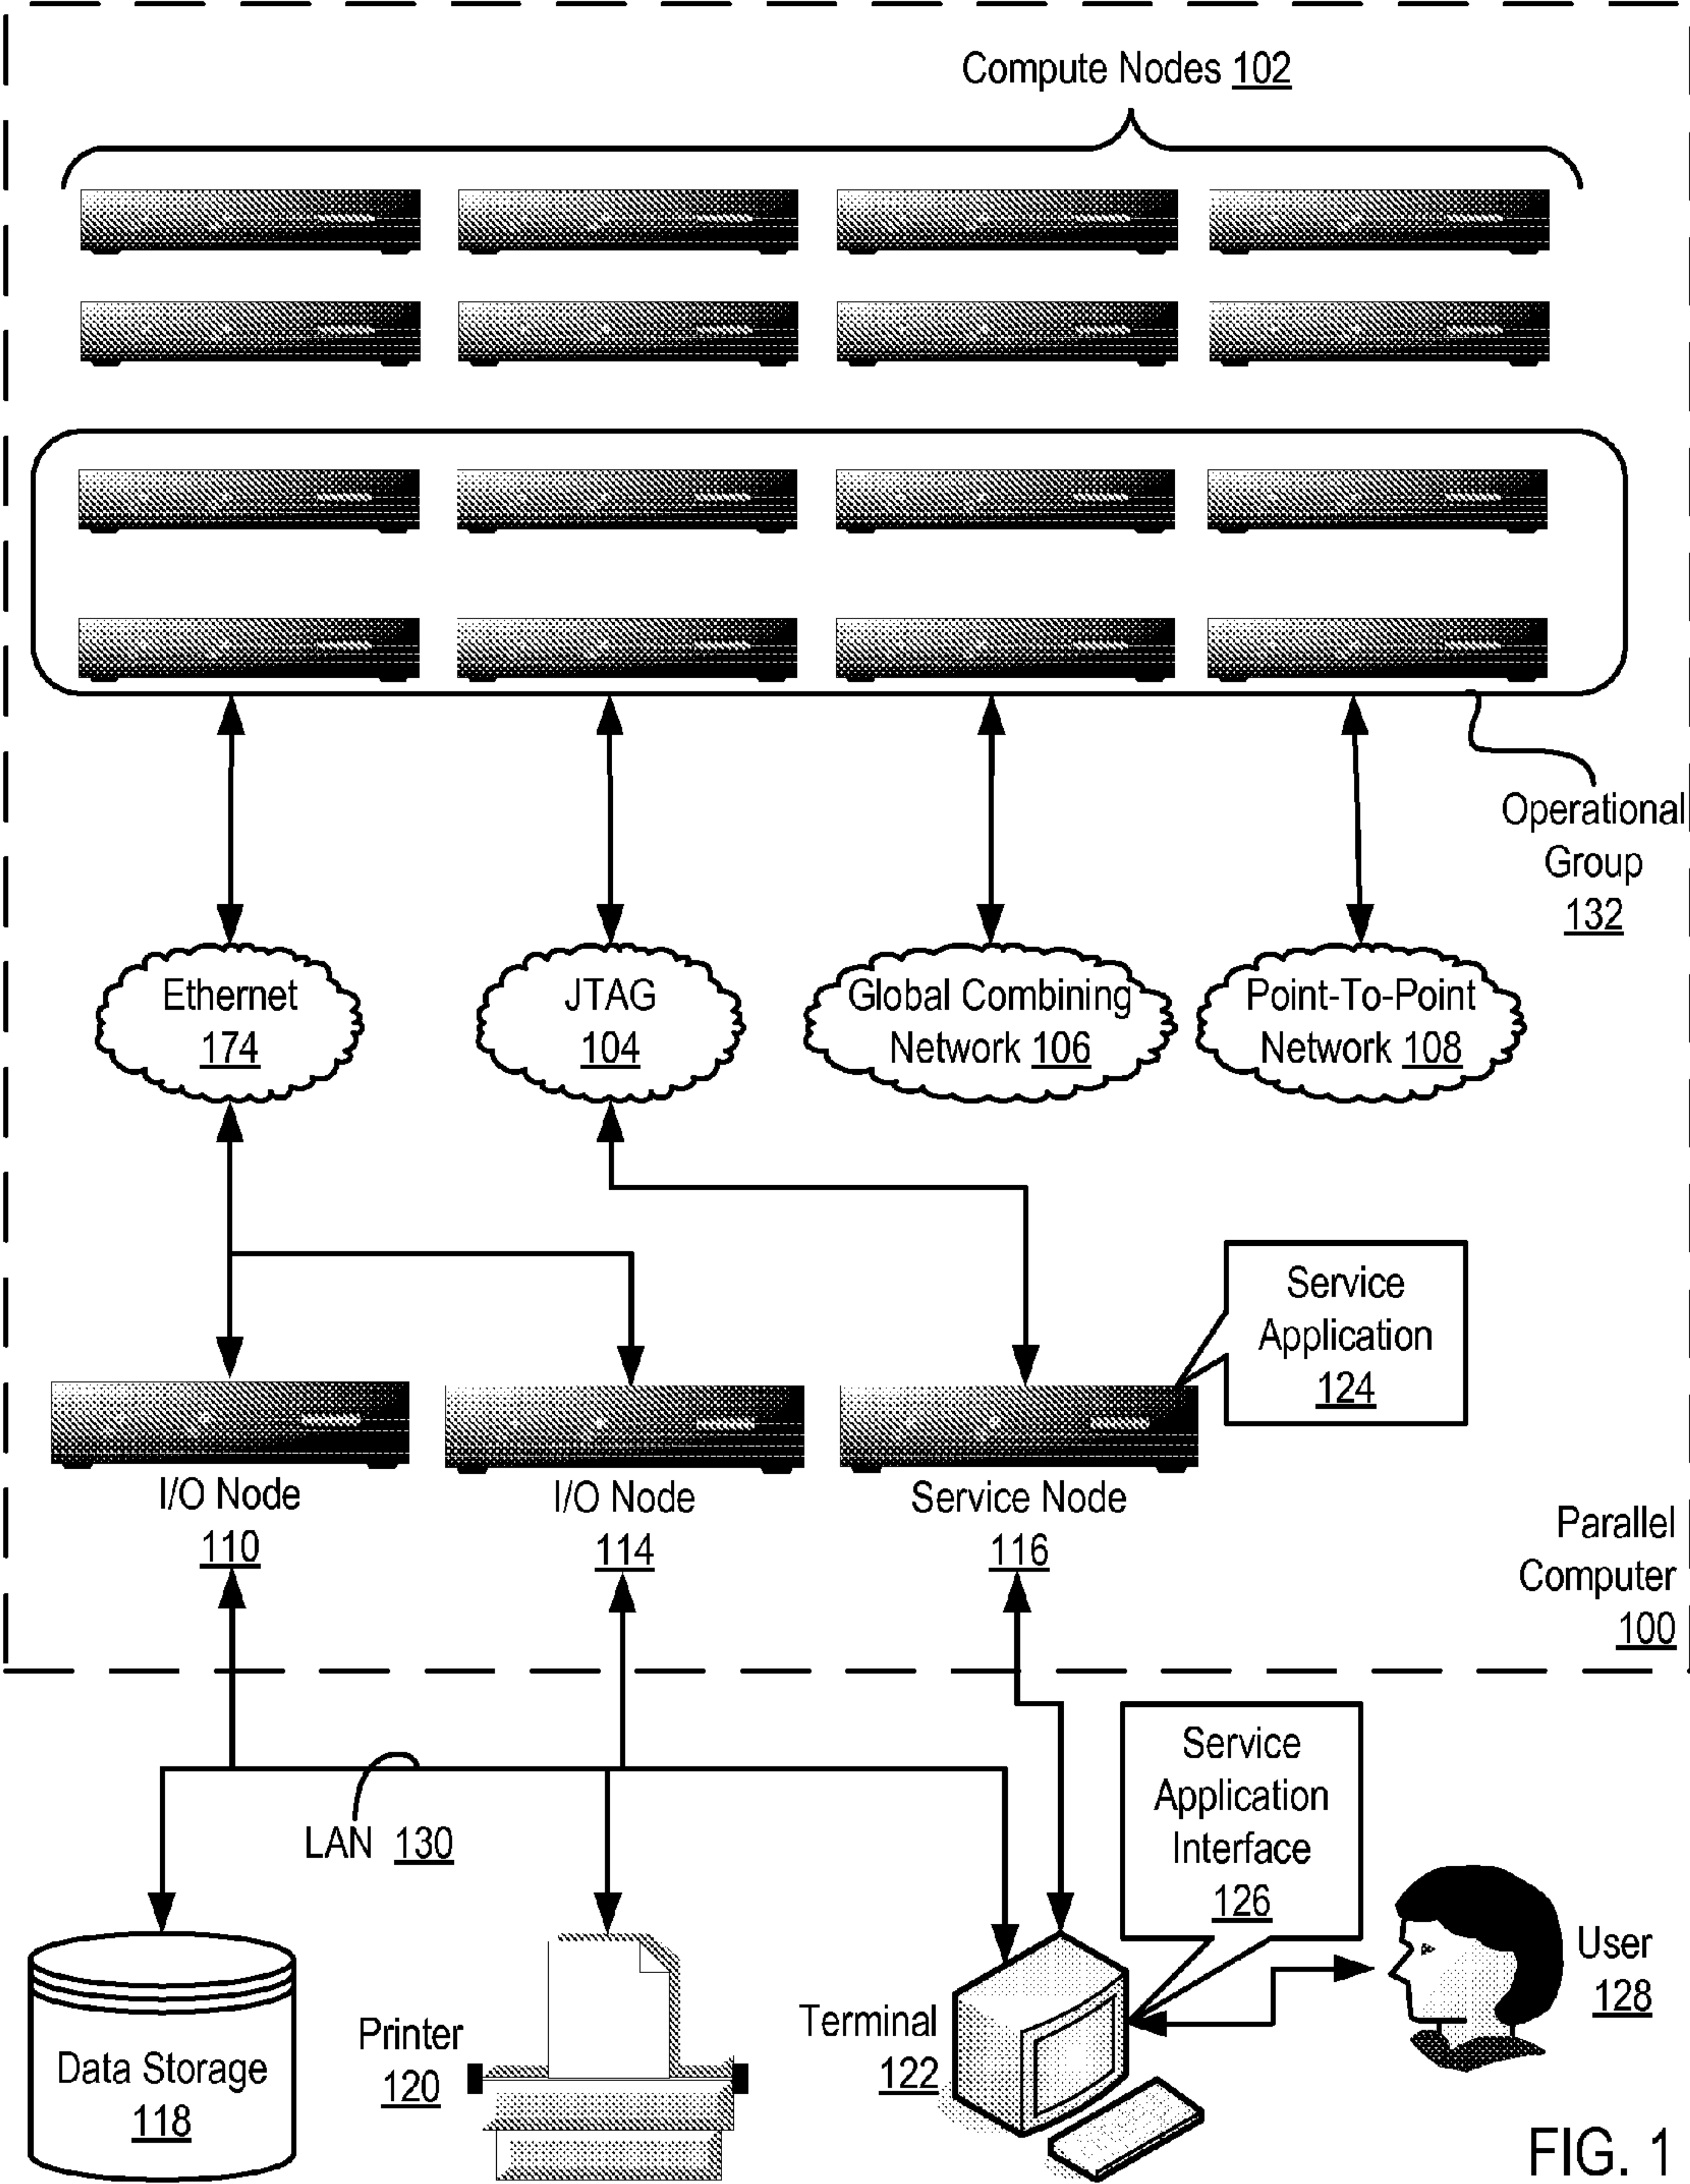 Compute Nodes 102
Operational
Group
132
Ethernet
174
JTAG
104
Global Combining
Network 106
Point-To-Point
Network 108
Service
Application
124
I/O Node
110
I/O Node
114
Service Node
116
Parallel
Computer
100
LAN 130
Service
Application
Interface
126
Data Storage
118
Printer
120
Terminal
122
User
128
FIG. 1